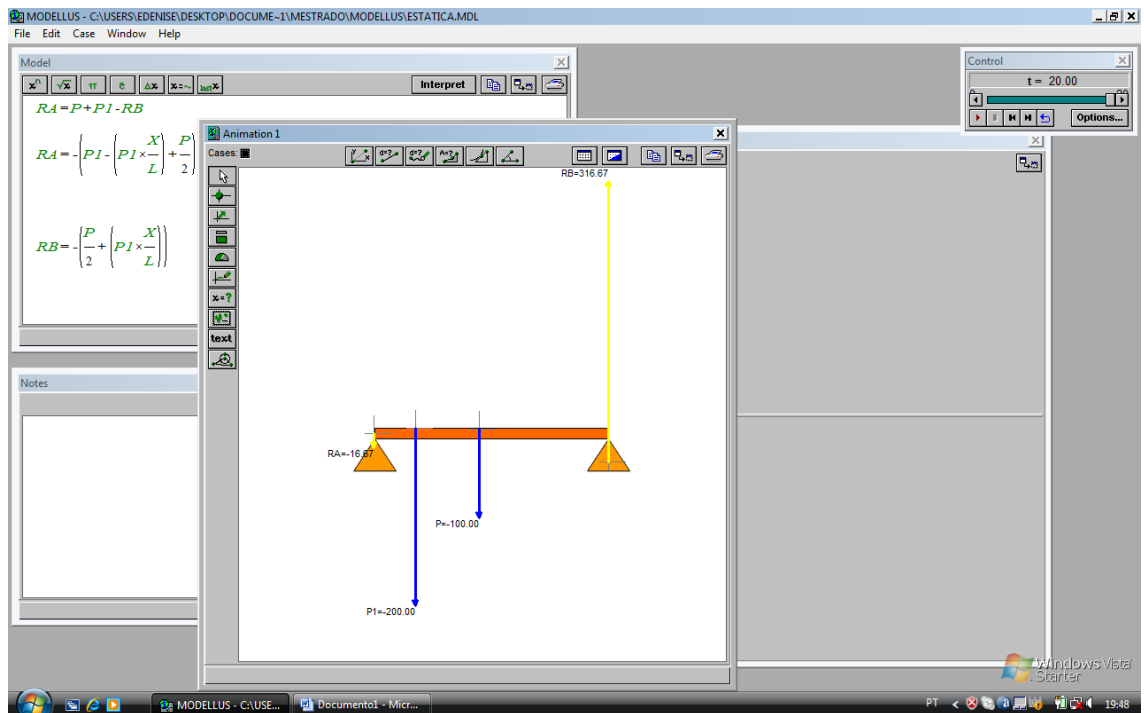 MODELLUS - C:\USERS\EDENISE\DESKTOP\DOCUME~1\MESTRADO\MODELLUS\ESTATICA.MDL
File Edit Case Window Help
Model
xⁿ √x π e Δx x=~ last x Interpret
RA=P+P1-RB
RA=-(P1-(P1×X/L)+P/2)
RB=-(P/2+(P1×X/L))
Control
t = 20.00
Options...
Animation 1
Cases:
x=?
text
RB=316.67
RA=-16.67
P=-100.00
P1=-200.00
Notes
Windows Vista
Starter
MODELLUS - C:\USE...
Documento1 - Micr...
PT < 19:48